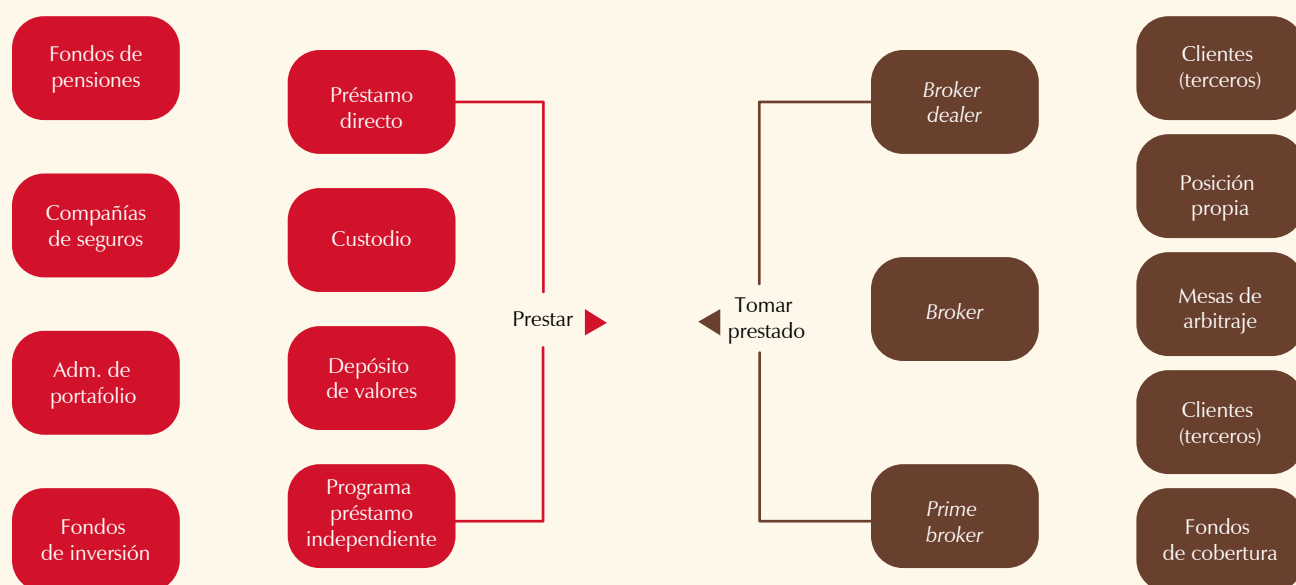 Fondos de
pensiones
Compañías
de seguros
Adm. de
portafolio
Fondos
de inversión
Préstamo
directo
Custodio
Depósito
de valores
Programa
préstamo
independiente
Prestar
Tomar
prestado
Broker
dealer
Broker
Prime
broker
Clientes
(terceros)
Posición
propia
Mesas de
arbitraje
Clientes
(terceros)
Fondos
de cobertura